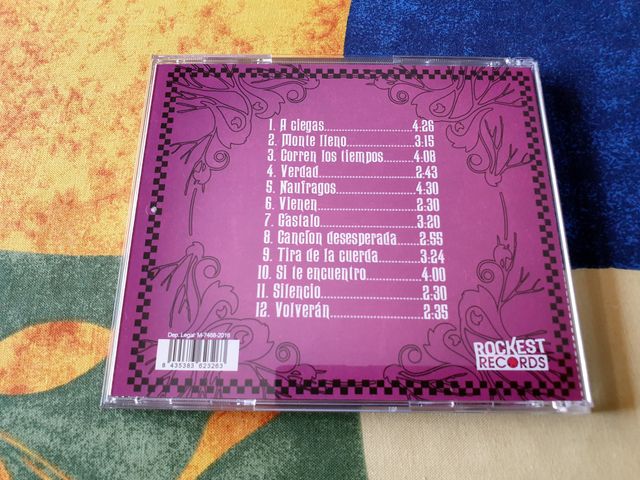 1. A ciegas......................4:26
2. Monte lleno...................3:15
3. Corren los tiempos.......4:08
4. Verdad........................2:43
5. Naufragos...................4:30
6. Vienen........................2:30
7. Gástalo.......................3:20
8. Canción desesperada.....2:55
9. Tira de la cuerda.........3:24
10. Si te encuentro............4:00
11. Silencio......................2:30
12. Volverán.....................2:35
Dep. Legal: M-7488-2016
8 435383 623263
ROCKEST
RECORDS